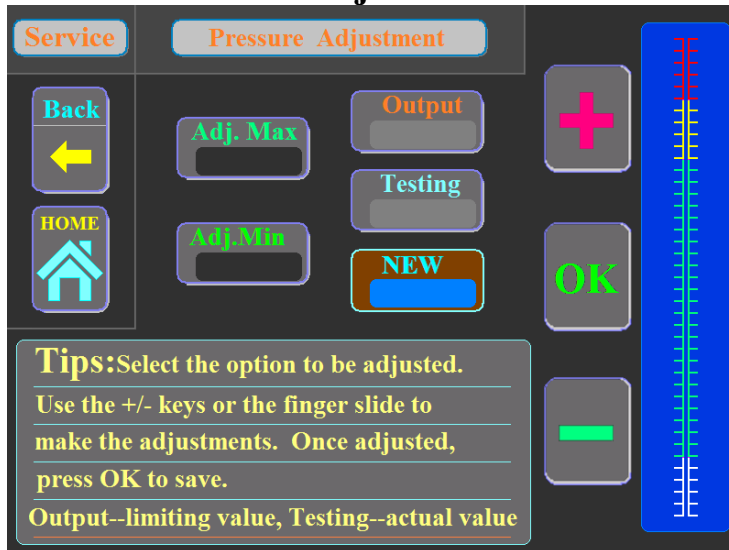 Service
Pressure Adjustment
Back
Adj. Max
Output
HOME
Testing
Adj.Min
NEW
OK
Tips:Select the option to be adjusted.
Use the +/- keys or the finger slide to
make the adjustments. Once adjusted,
press OK to save.
Output--limiting value, Testing--actual value